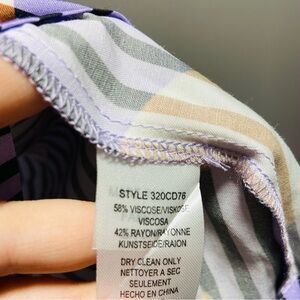 STYLE 320CD76
58% VISCOSE/VISKOSE
VISCOSA
42% RAYON/RAYONNE
KUNSTSEIDE/RAION
DRY CLEAN ONLY
NETTOYER A SEC
SEULEMENT
HECHO EN CHINA